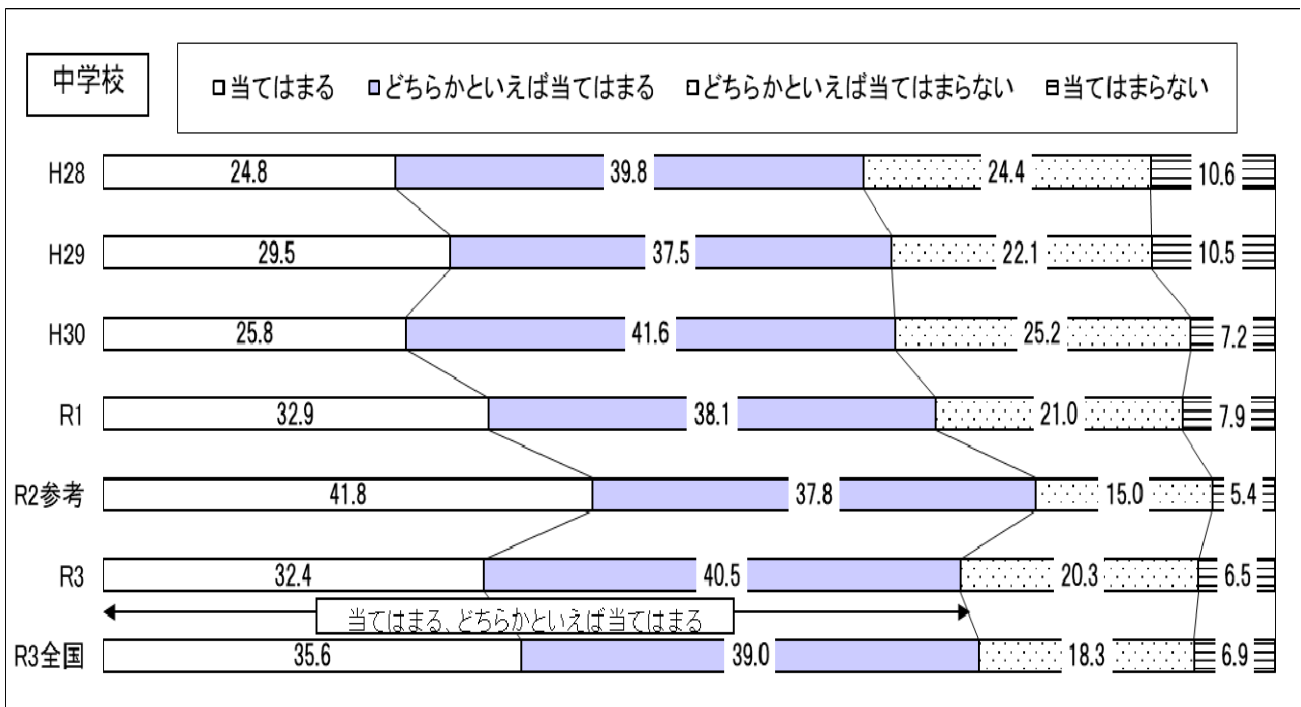 中学校
□当てはまる ■どちらかといえば当てはまる □どちらかといえば当てはまらない 日当てはまらない
H28 24.8 39.8 24.4 10.6
H29 29.5 37.5 22.1 10.5
H30 25.8 41.6 25.2 7.2
R1 32.9 38.1 21.0 7.9
R2参考 41.8 37.8 15.0 5.4
R3 32.4 40.5 20.3 6.5
当てはまる、どちらかといえば当てはまる
R3全国 35.6 39.0 18.3 6.9